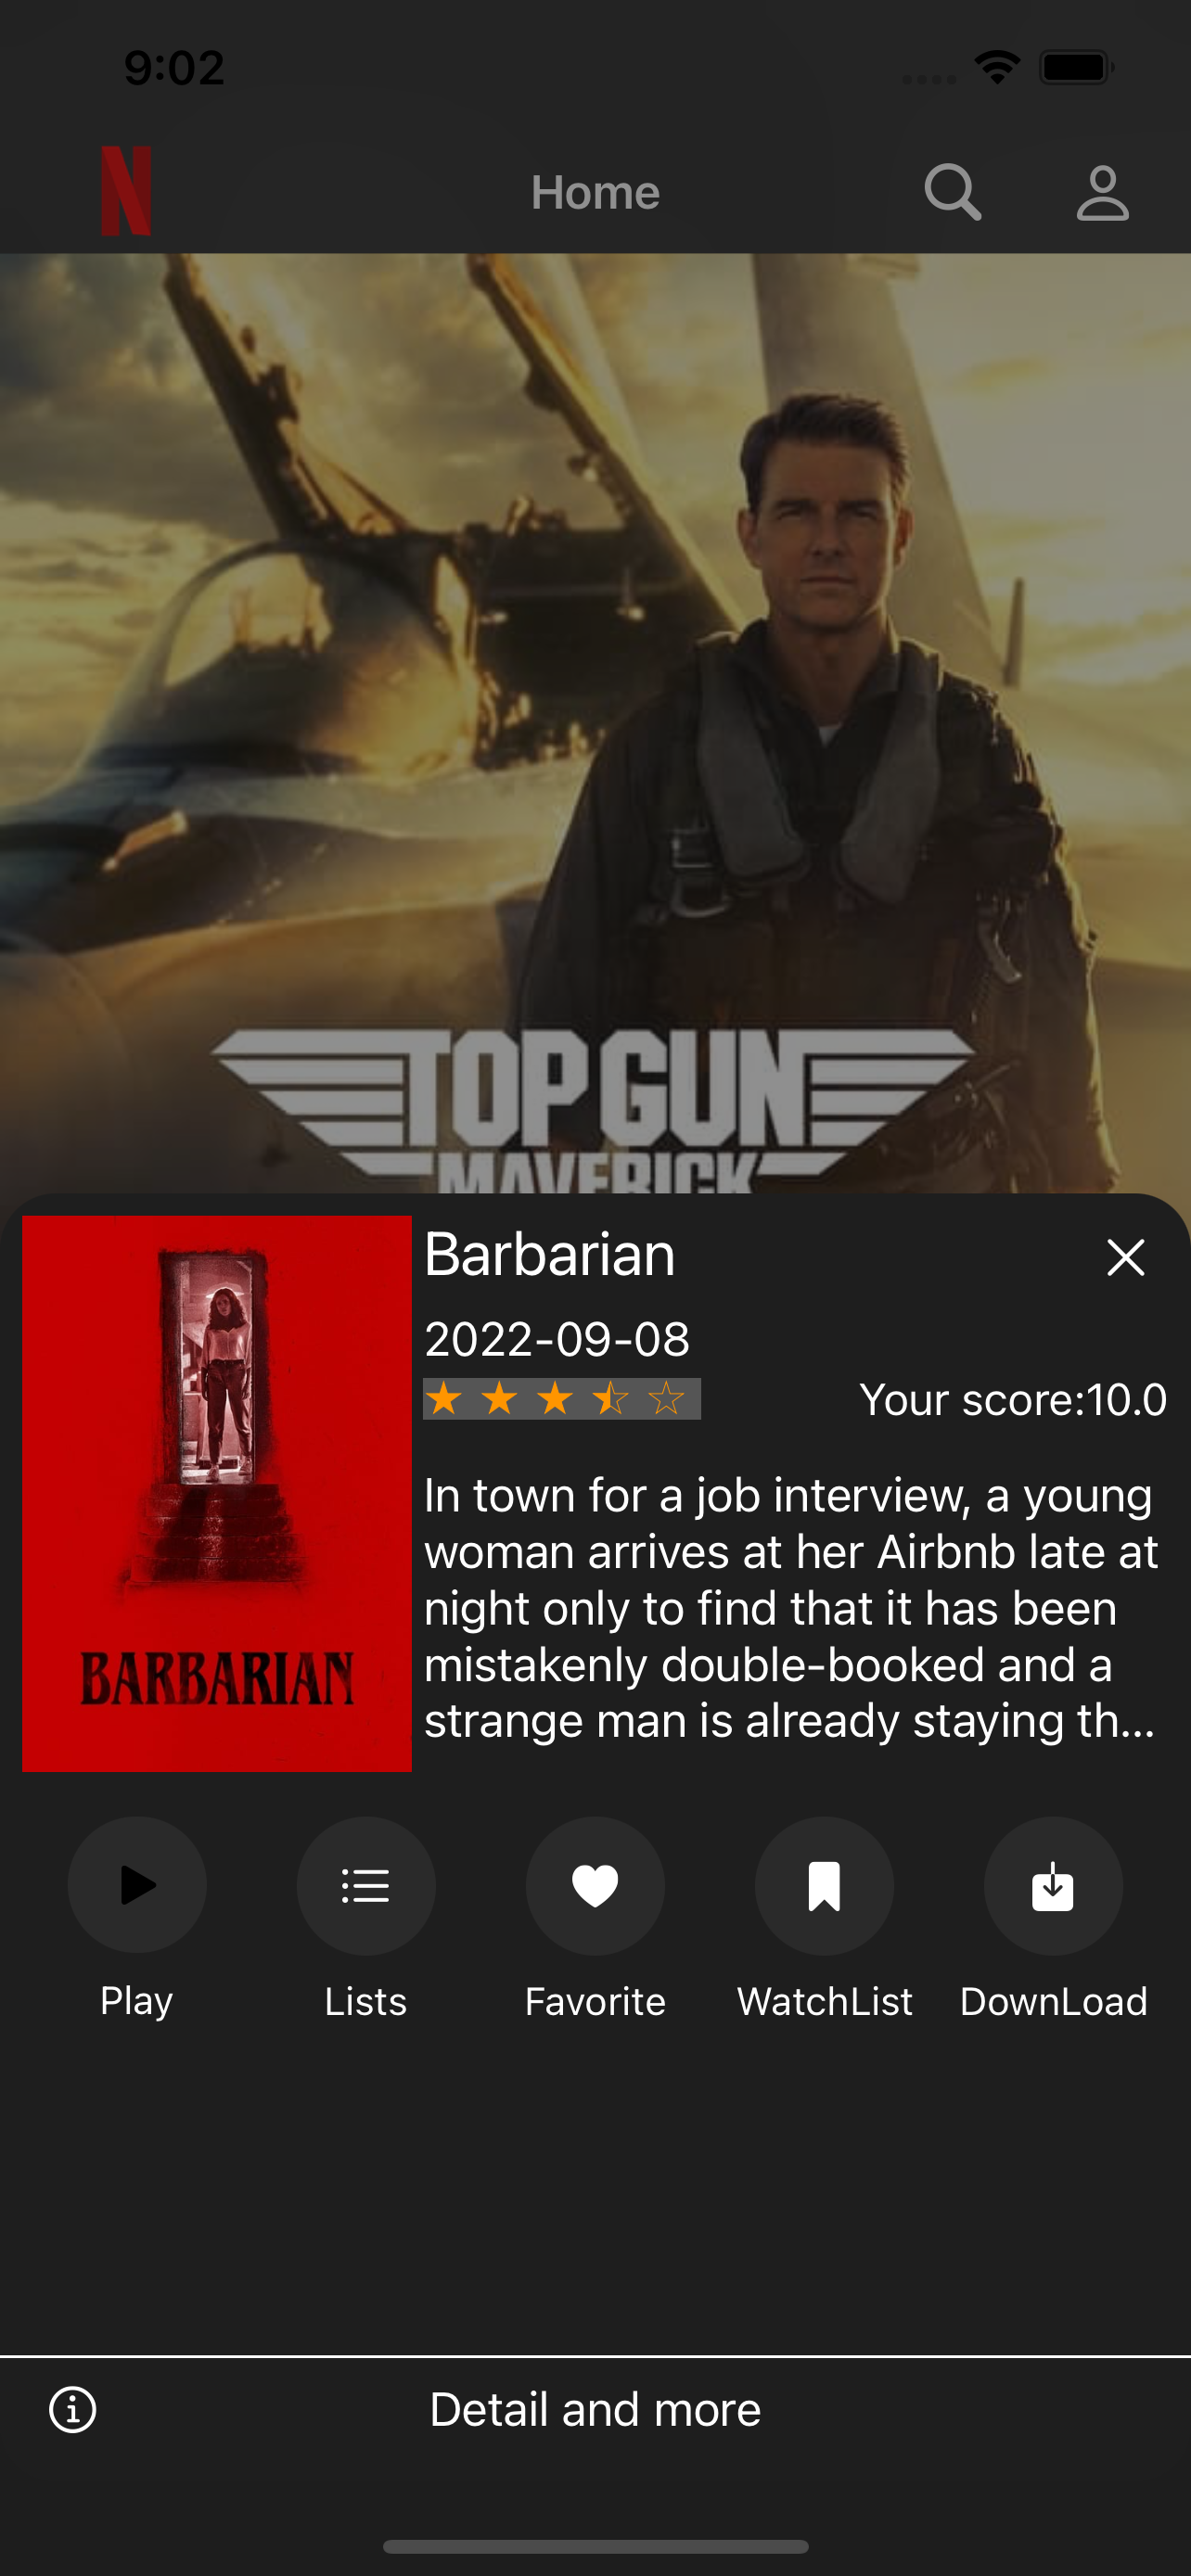 9:02
N
Home
TOP GUN
MAVERICK
Barbarian
2022-09-08
Your score:10.0
In town for a job interview, a young
woman arrives at her Airbnb late at
night only to find that it has been
mistakenly double-booked and a
strange man is already staying th...
BARBARIAN
Play
Lists
Favorite
WatchList
DownLoad
Detail and more